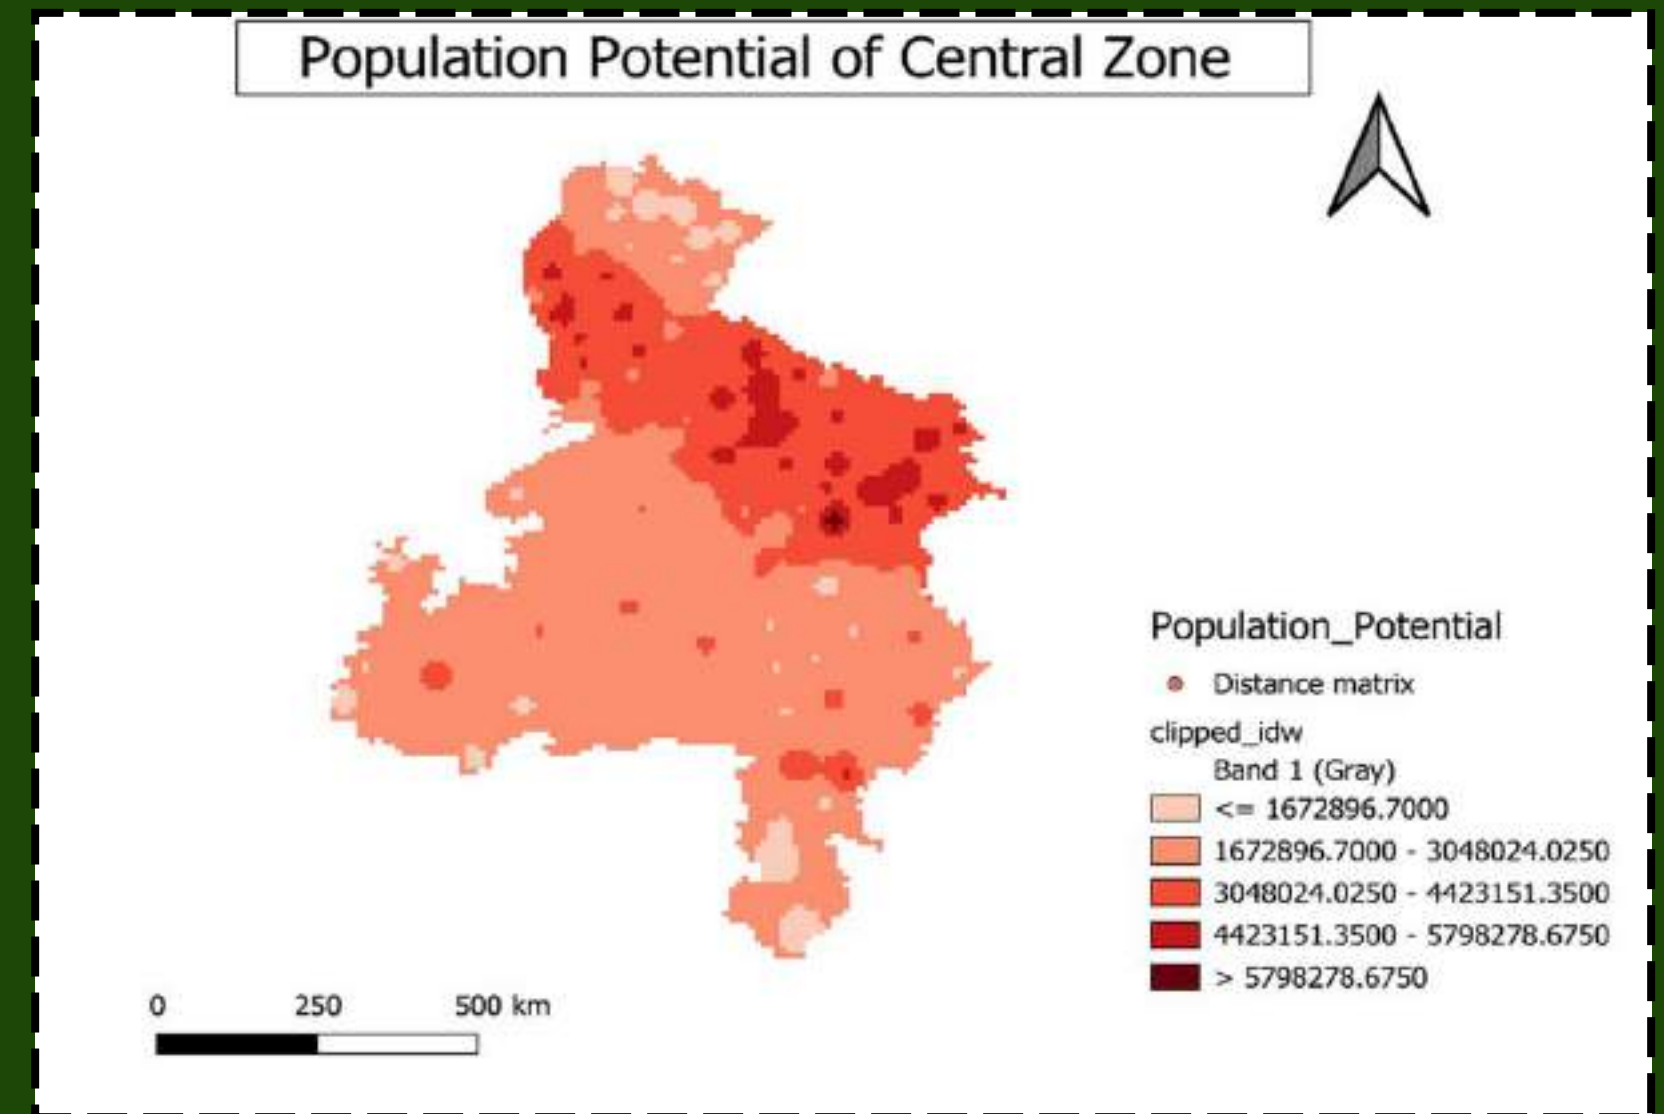 Population Potential of Central Zone
Population_Potential
Distance matrix
clipped_idw
Band 1 (Gray)
<= 1672896.7000
1672896.7000 - 3048024.0250
3048024.0250 - 4423151.3500
4423151.3500 - 5798278.6750
> 5798278.6750
0 250 500 km